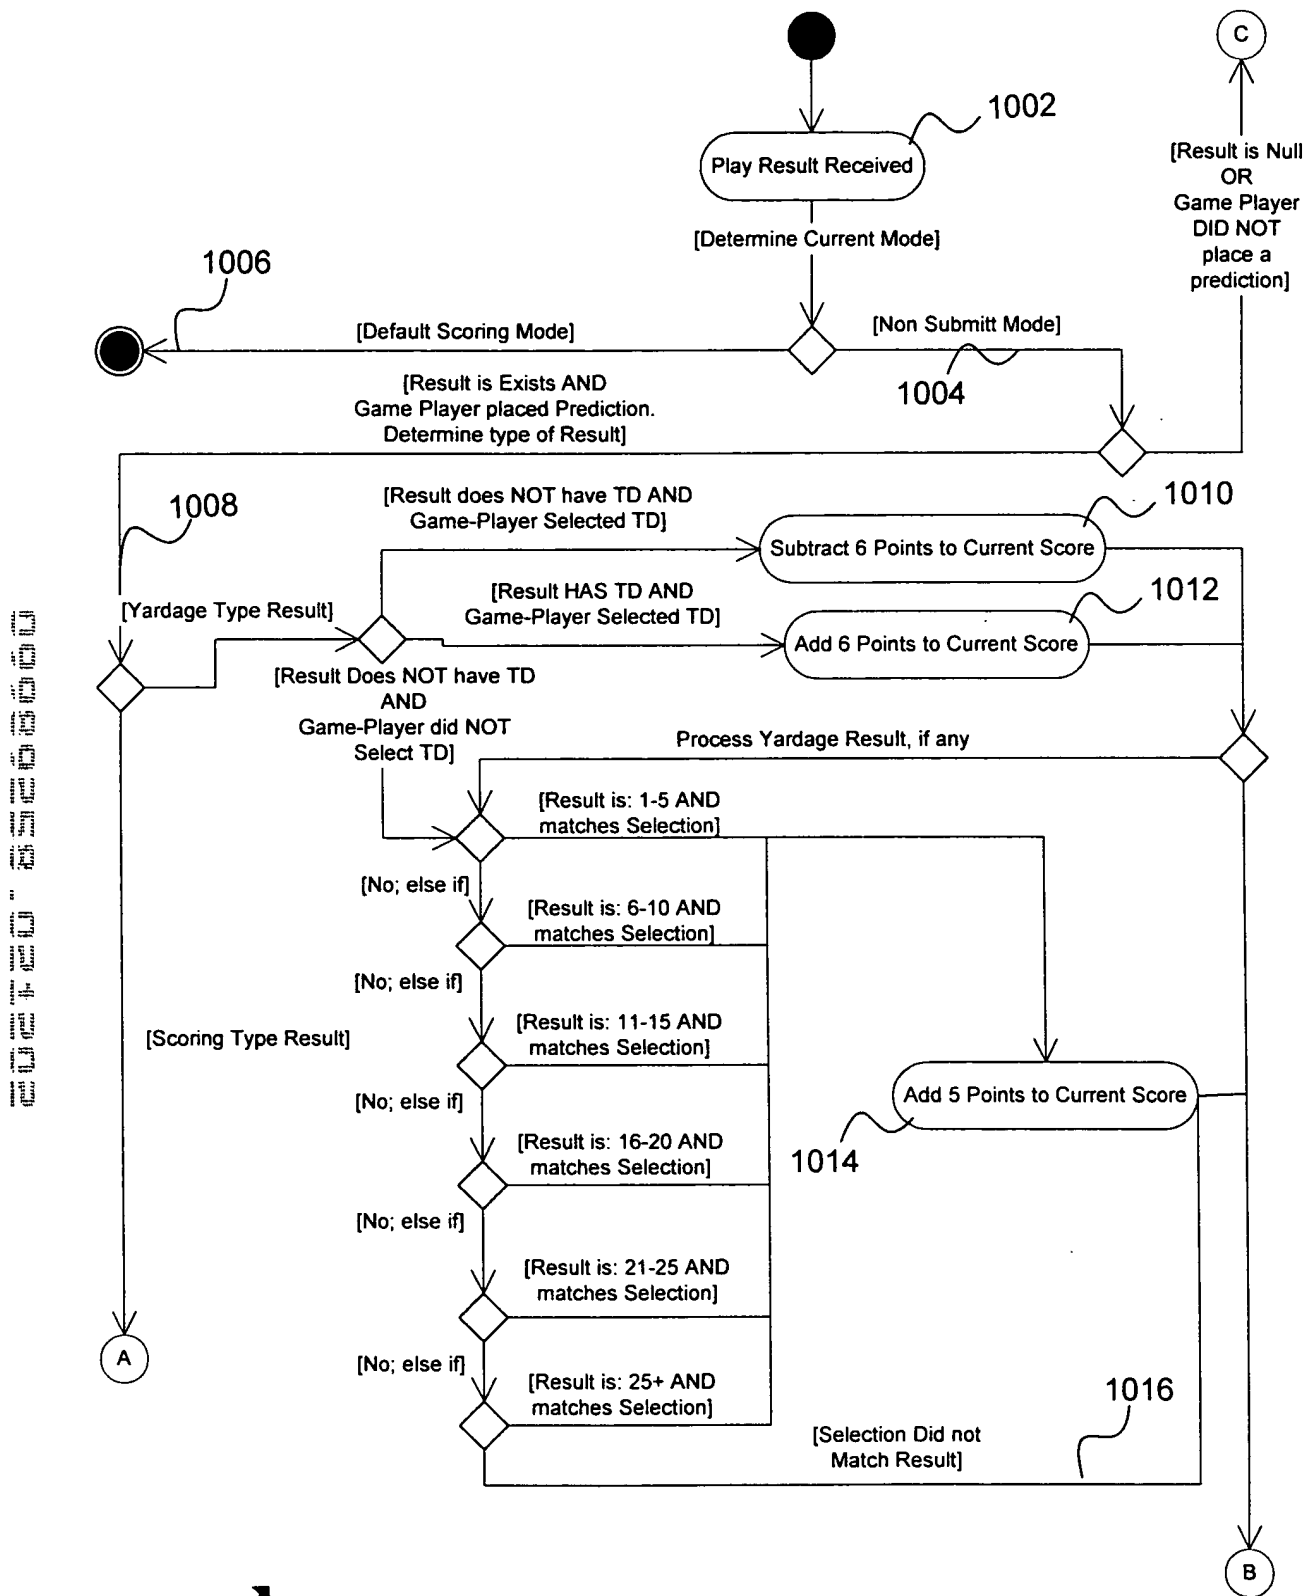 C
1002
Play Result Received
[Result is Null
OR
Game Player
DID NOT
place a
prediction]
[Determine Current Mode]
1006
[Default Scoring Mode]
[Non Submitt Mode]
1004
[Result is Exists AND
Game Player placed Prediction.
Determine type of Result]
1008
[Result does NOT have TD AND
Game-Player Selected TD]
1010
Subtract 6 Points to Current Score
[Yardage Type Result]
[Result HAS TD AND
Game-Player Selected TD]
1012
Add 6 Points to Current Score
[Result Does NOT have TD
AND
Game-Player did NOT
Select TD]
Process Yardage Result, if any
[Result is: 1-5 AND
matches Selection]
[No; else if]
[Result is: 6-10 AND
matches Selection]
[No; else if]
[Result is: 11-15 AND
matches Selection]
[Scoring Type Result]
[No; else if]
Add 5 Points to Current Score
1014
[Result is: 16-20 AND
matches Selection]
[No; else if]
[Result is: 21-25 AND
matches Selection]
[No; else if]
A
[Result is: 25+ AND
matches Selection]
1016
[Selection Did not
Match Result]
B